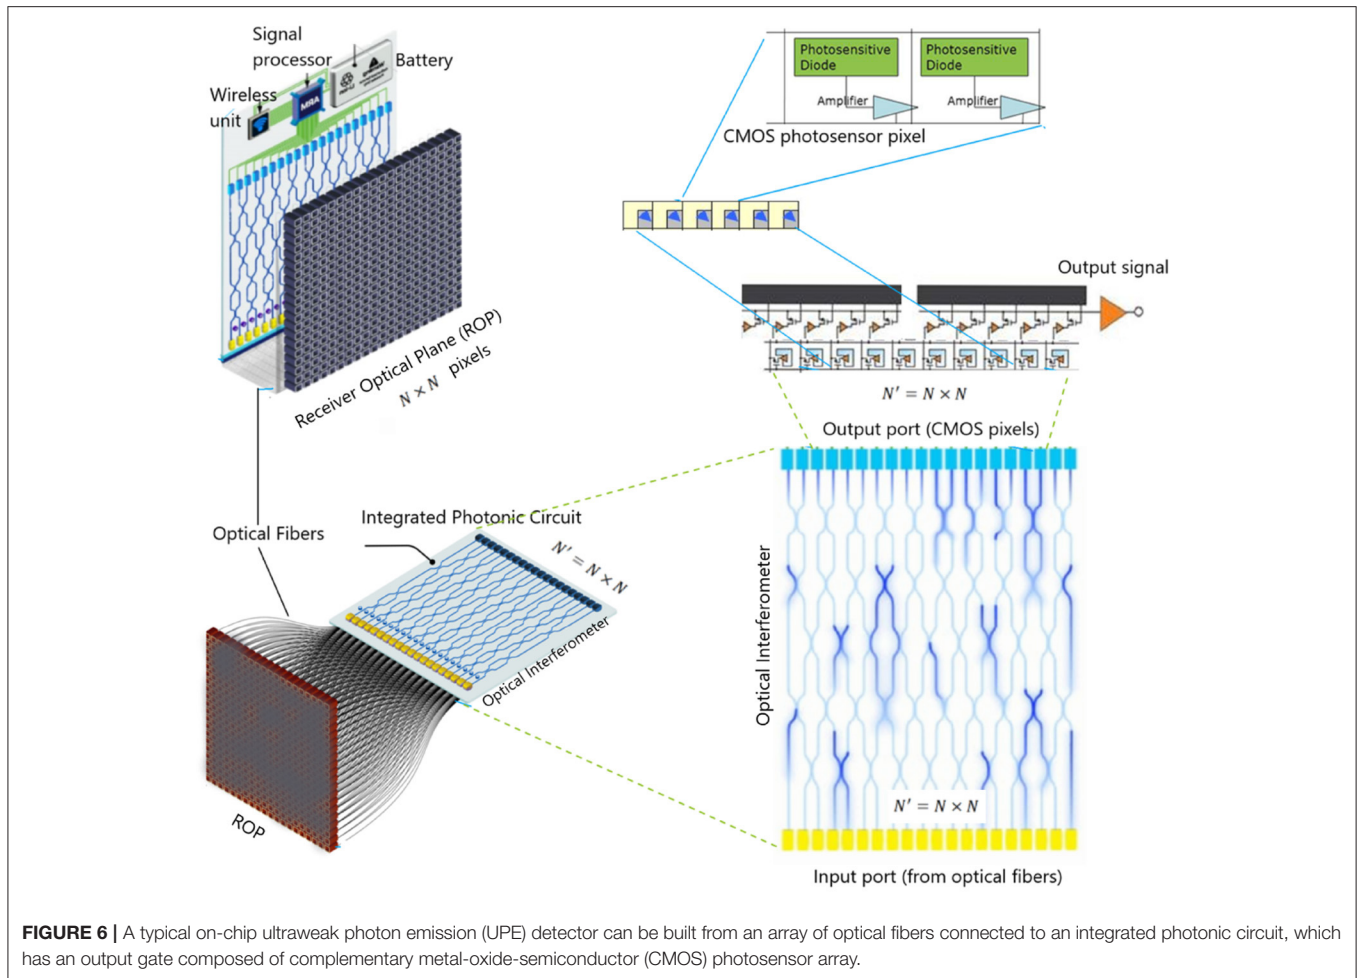 Signal
processor
Battery
Wireless
unit
MRA
Receiver Optical Plane (ROP)
N × N pixels
Photosensitive
Diode
Photosensitive
Diode
Amplifier
Amplifier
CMOS photosensor pixel
Output signal
N′ = N × N
Output port (CMOS pixels)
Optical Fibers
Integrated Photonic Circuit
N′ = N × N
Optical Interferometer
ROP
Optical Interferometer
N′ = N × N
Input port (from optical fibers)
FIGURE 6 | A typical on-chip ultraweak photon emission (UPE) detector can be built from an array of optical fibers connected to an integrated photonic circuit, which
has an output gate composed of complementary metal-oxide-semiconductor (CMOS) photosensor array.